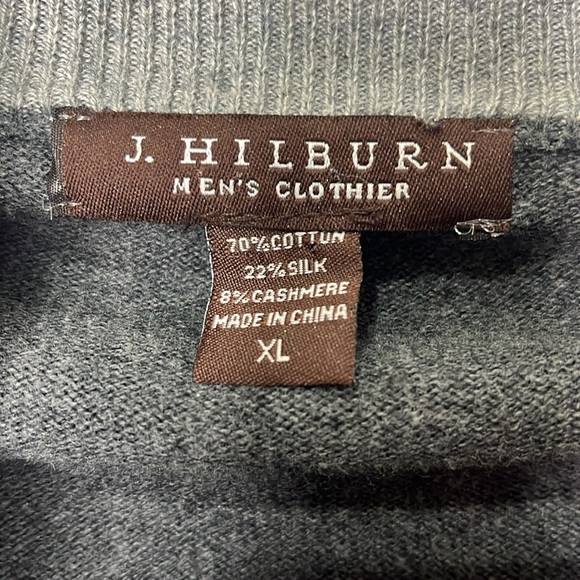 J. HILBURN
MEN'S CLOTHIER
70%COTTON
22%SILK
8%CASHMERE
MADE IN CHINA
XL